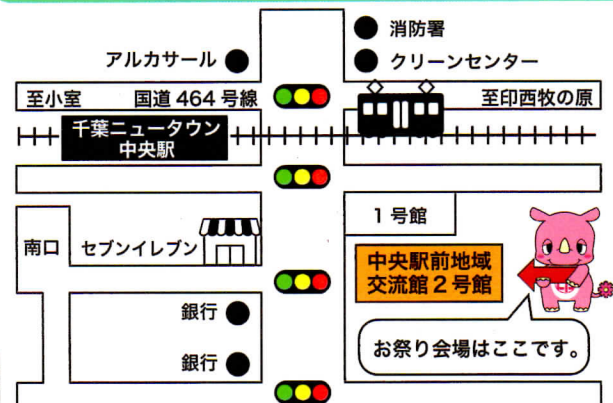 消防署
アルカサール
クリーンセンター
至小室
国道 464 号線
至印西牧の原
千葉ニュータウン
中央駅
1 号館
南口
セブンイレブン
中央駅前地域
交流館 2 号館
銀行
お祭り会場はここです。
銀行